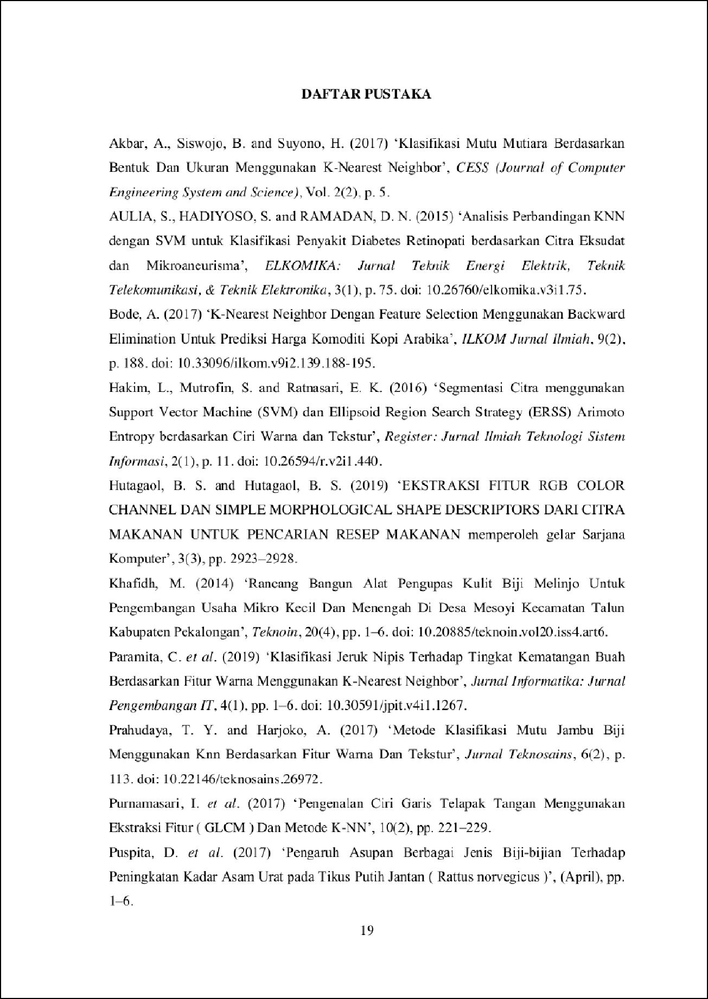 DAFTAR PUSTAKA
Akbar, A., Siswojo, B. and Suyono, H. (2017) ‘Klasifikasi Mutu Mutiara Berdasarkan
Bentuk Dan Ukuran Menggunakan K-Nearest Neighbor’, CESS (Journal of Computer
Engineering System and Science), Vol. 2(2), p. 5.
AULIA, S., HADIYOSO, S. and RAMADAN, D. N. (2015) ‘Analisis Perbandingan KNN
dengan SVM untuk Klasifikasi Penyakit Diabetes Retinopati berdasarkan Citra Eksudat
dan Mikroaneurisma’, ELKOMIKA: Jurnal Teknik Energi Elektrik, Teknik
Telekomunikasi, & Teknik Elektronika, 3(1), p. 75. doi: 10.26760/elkomika.v3i1.75.
Bode, A. (2017) ‘K-Nearest Neighbor Dengan Feature Selection Menggunakan Backward
Elimination Untuk Prediksi Harga Komoditi Kopi Arabika’, ILKOM Jurnal Ilmiah, 9(2),
p. 188. doi: 10.33096/ilkom.v9i2.139.188-195.
Hakim, L., Mutrofin, S. and Ratnasari, E. K. (2016) ‘Segmentasi Citra menggunakan
Support Vector Machine (SVM) dan Ellipsoid Region Search Strategy (ERSS) Arimoto
Entropy berdasarkan Ciri Warna dan Tekstur’, Register: Jurnal Ilmiah Teknologi Sistem
Informasi, 2(1), p. 11. doi: 10.26594/r.v2i1.440.
Hutagaol, B. S. and Hutagaol, B. S. (2019) ‘EKSTRAKSI FITUR RGB COLOR
CHANNEL DAN SIMPLE MORPHOLOGICAL SHAPE DESCRIPTORS DARI CITRA
MAKANAN UNTUK PENCARIAN RESEP MAKANAN memperoleh gelar Sarjana
Komputer’, 3(3), pp. 2923–2928.
Khafidh, M. (2014) ‘Rancang Bangun Alat Pengupas Kulit Biji Melinjo Untuk
Pengembangan Usaha Mikro Kecil Dan Menengah Di Desa Mesoyi Kecamatan Talun
Kabupaten Pekalongan’, Teknoin, 20(4), pp. 1–6. doi: 10.20885/teknoin.vol20.iss4.art6.
Paramita, C. et al. (2019) ‘Klasifikasi Jeruk Nipis Terhadap Tingkat Kematangan Buah
Berdasarkan Fitur Warna Menggunakan K-Nearest Neighbor’, Jurnal Informatika: Jurnal
Pengembangan IT, 4(1), pp. 1–6. doi: 10.30591/jpit.v4i1.1267.
Prahudaya, T. Y. and Harjoko, A. (2017) ‘Metode Klasifikasi Mutu Jambu Biji
Menggunakan Knn Berdasarkan Fitur Warna Dan Tekstur’, Jurnal Teknosains, 6(2), p.
113. doi: 10.22146/teknosains.26972.
Purnamasari, I. et al. (2017) ‘Pengenalan Ciri Garis Telapak Tangan Menggunakan
Ekstraksi Fitur ( GLCM ) Dan Metode K-NN’, 10(2), pp. 221–229.
Puspita, D. et al. (2017) ‘Pengaruh Asupan Berbagai Jenis Biji-bijian Terhadap
Peningkatan Kadar Asam Urat pada Tikus Putih Jantan ( Rattus norvegicus )’, (April), pp.
1–6.
19